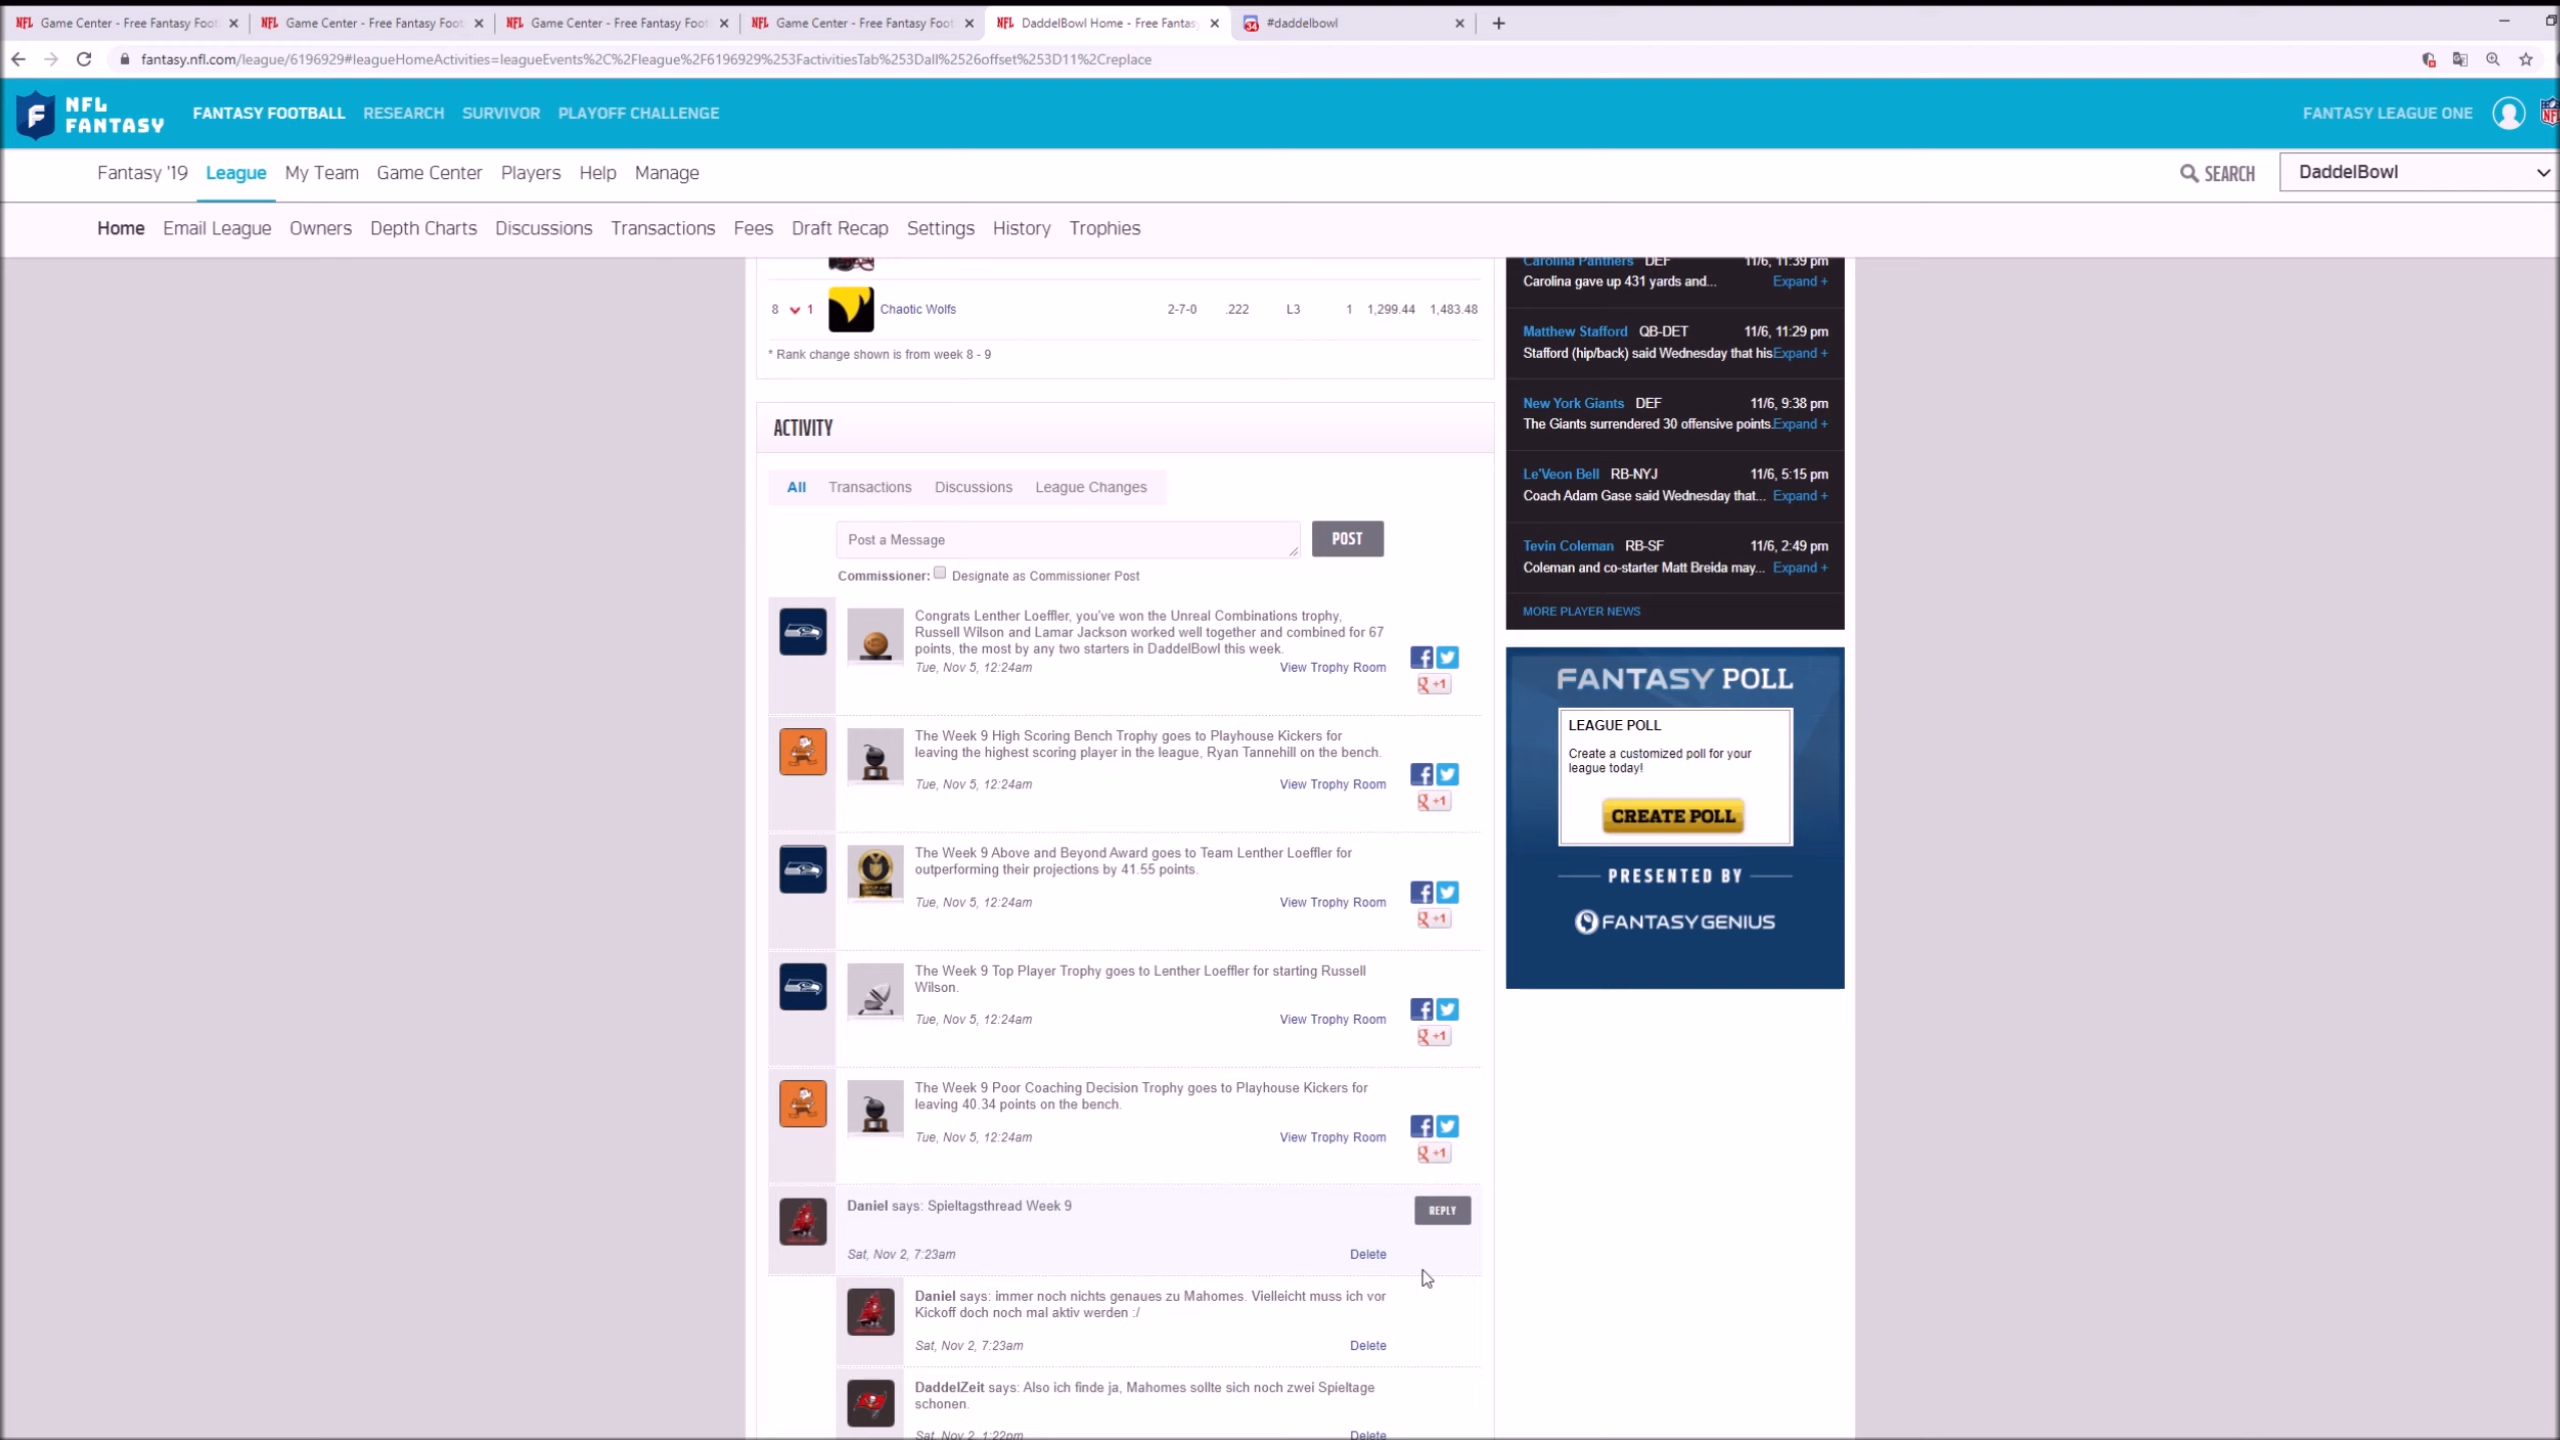 Game Center - Free Fantasy Foot
Game Center - Free Fantasy Foot
Game Center - Free Fantasy Foot
Game Center - Free Fantasy Foot
DaddelBowl Home - Free Fantas
#daddelbowl
fantasy.nfl.com/league/6196929#leagueHomeActivities=leagueEvents%2C%2Fleague%2F6196929%253FactivitiesTab%253Dall%2526offset%253D11%2Creplace
NFL FANTASY
FANTASY FOOTBALL RESEARCH SURVIVOR PLAYOFF CHALLENGE
FANTASY LEAGUE ONE
Fantasy '19 League My Team Game Center Players Help Manage
SEARCH
DaddelBowl
Home Email League Owners Depth Charts Discussions Transactions Fees Draft Recap Settings History Trophies
8 1 Chaotic Wolfs 2-7-0 .222 L3 1 1,299.44 1,483.48
* Rank change shown is from week 8 - 9
ACTIVITY
All Transactions Discussions League Changes
Post a Message
POST
Commissioner: Designate as Commissioner Post
Congrats Lenther Loeffler, you've won the Unreal Combinations trophy,
Russell Wilson and Lamar Jackson worked well together and combined for 67
points, the most by any two starters in DaddelBowl this week.
Tue, Nov 5, 12:24am View Trophy Room
g +1
The Week 9 High Scoring Bench Trophy goes to Playhouse Kickers for
leaving the highest scoring player in the league, Ryan Tannehill on the bench.
Tue, Nov 5, 12:24am View Trophy Room
g +1
The Week 9 Above and Beyond Award goes to Team Lenther Loeffler for
outperforming their projections by 41.55 points.
Tue, Nov 5, 12:24am View Trophy Room
g +1
The Week 9 Top Player Trophy goes to Lenther Loeffler for starting Russell
Wilson.
Tue, Nov 5, 12:24am View Trophy Room
g +1
The Week 9 Poor Coaching Decision Trophy goes to Playhouse Kickers for
leaving 40.34 points on the bench.
Tue, Nov 5, 12:24am View Trophy Room
g +1
Daniel says: Spieltagsthread Week 9
REPLY
Sat, Nov 2, 7:23am Delete
Daniel says: immer noch nichts genaues zu Mahomes. Vielleicht muss ich vor
Kickoff doch noch mal aktiv werden :/
Sat, Nov 2, 7:23am Delete
DaddelZeit says: Also ich finde ja, Mahomes sollte sich noch zwei Spieltage
schonen.
Sat, Nov 2, 1:22pm Delete
Carolina Panthers DEF 11/6, 11:39 pm
Carolina gave up 431 yards and... Expand +
Matthew Stafford QB-DET 11/6, 11:29 pm
Stafford (hip/back) said Wednesday that his Expand +
New York Giants DEF 11/6, 9:38 pm
The Giants surrendered 30 offensive points. Expand +
Le'Veon Bell RB-NYJ 11/6, 5:15 pm
Coach Adam Gase said Wednesday that... Expand +
Tevin Coleman RB-SF 11/6, 2:49 pm
Coleman and co-starter Matt Breida may... Expand +
MORE PLAYER NEWS
FANTASY POLL
LEAGUE POLL
Create a customized poll for your
league today!
CREATE POLL
PRESENTED BY
FANTASY GENIUS